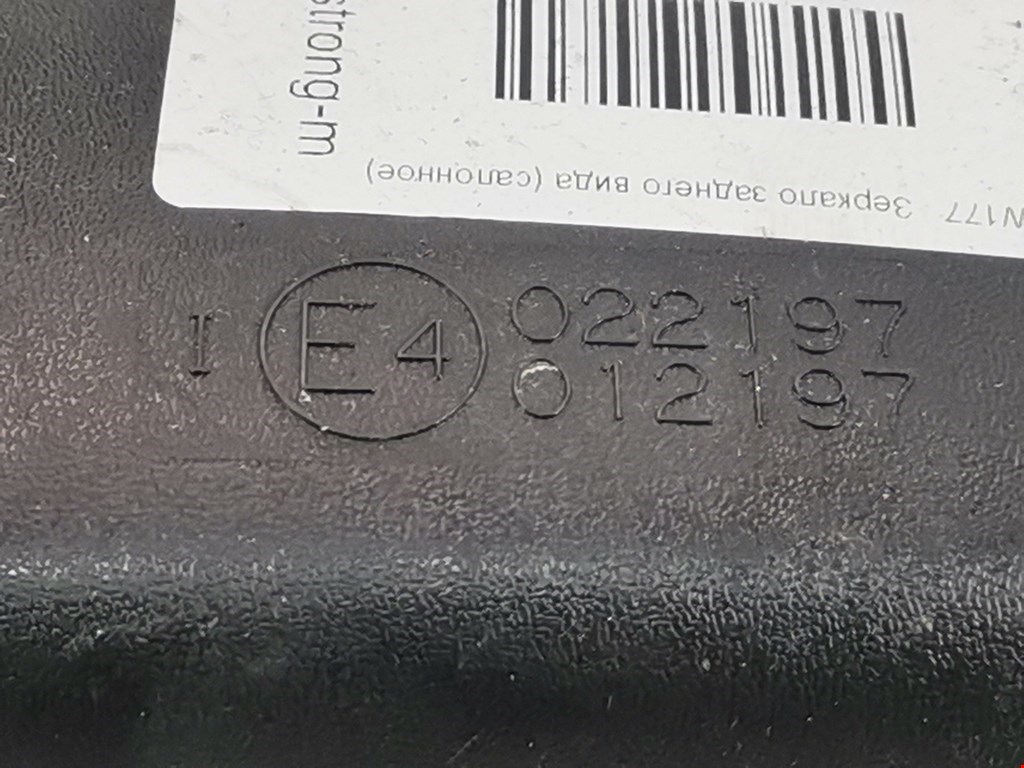 strong-m
N177 Зеркало заднего вида (салонное)
I E4 022197
012197